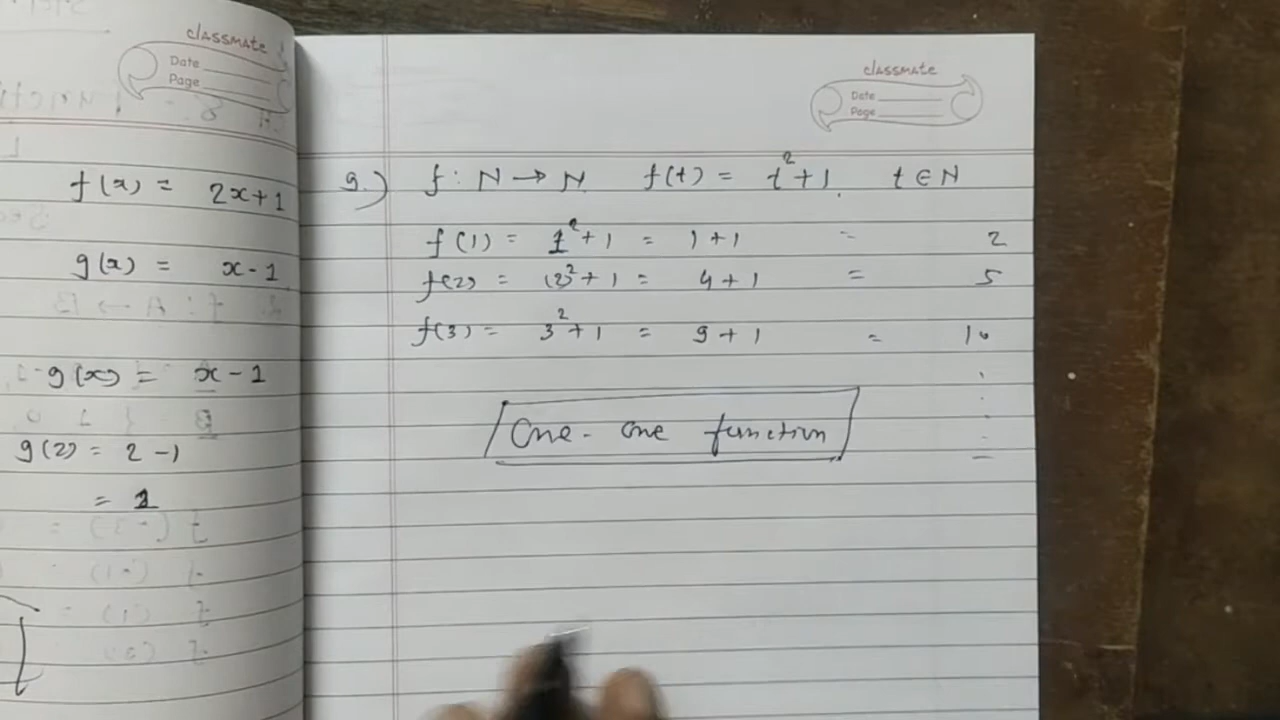 classmate
Date
Page
f(x) = 2x+1
g(x) = x-1
g(x) = x-1
g(2) = 2-1
= 1
classmate
Date
Page
9.) f : N → N f(t) = t²+1, t ∈ N
f(1) = 1²+1 = 1+1 = 2
f(2) = (2)²+1 = 4+1 = 5
f(3) = 3²+1 = 9+1 = 10
One-one function